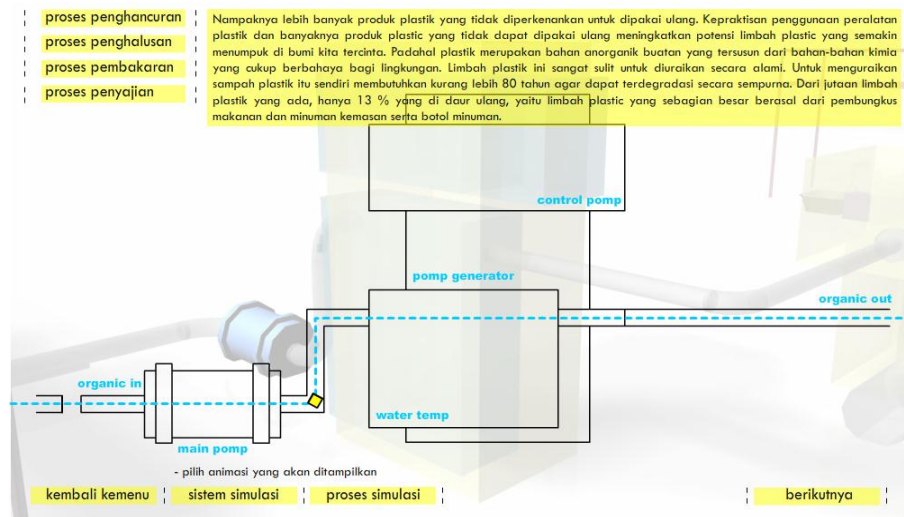 proses penghancuran
proses penghalusan
proses pembakaran
proses penyajian
Nampaknya lebih banyak produk plastik yang tidak diperkenankan untuk dipakai ulang. Kepraktisan penggunaan peralatan
plastik dan banyaknya produk plastic yang tidak dapat dipakai ulang meningkatkan potensi limbah plastic yang semakin
menumpuk di bumi kita tercinta. Padahal plastik merupakan bahan anorganik buatan yang tersusun dari bahan-bahan kimia
yang cukup berbahaya bagi lingkungan. Limbah plastik ini sangat sulit untuk diuraikan secara alami. Untuk menguraikan
sampah plastik itu sendiri membutuhkan kurang lebih 80 tahun agar dapat terdegradasi secara sempurna. Dari jutaan limbah
plastik yang ada, hanya 13 % yang di daur ulang, yaitu limbah plastic yang sebagian besar berasal dari pembungkus
makanan dan minuman kemasan serta botol minuman.
control pomp
pomp generator
organic out
organic in
water temp
main pomp
- pilih animasi yang akan ditampilkan
kembali kemenu
sistem simulasi
proses simulasi
berikutnya